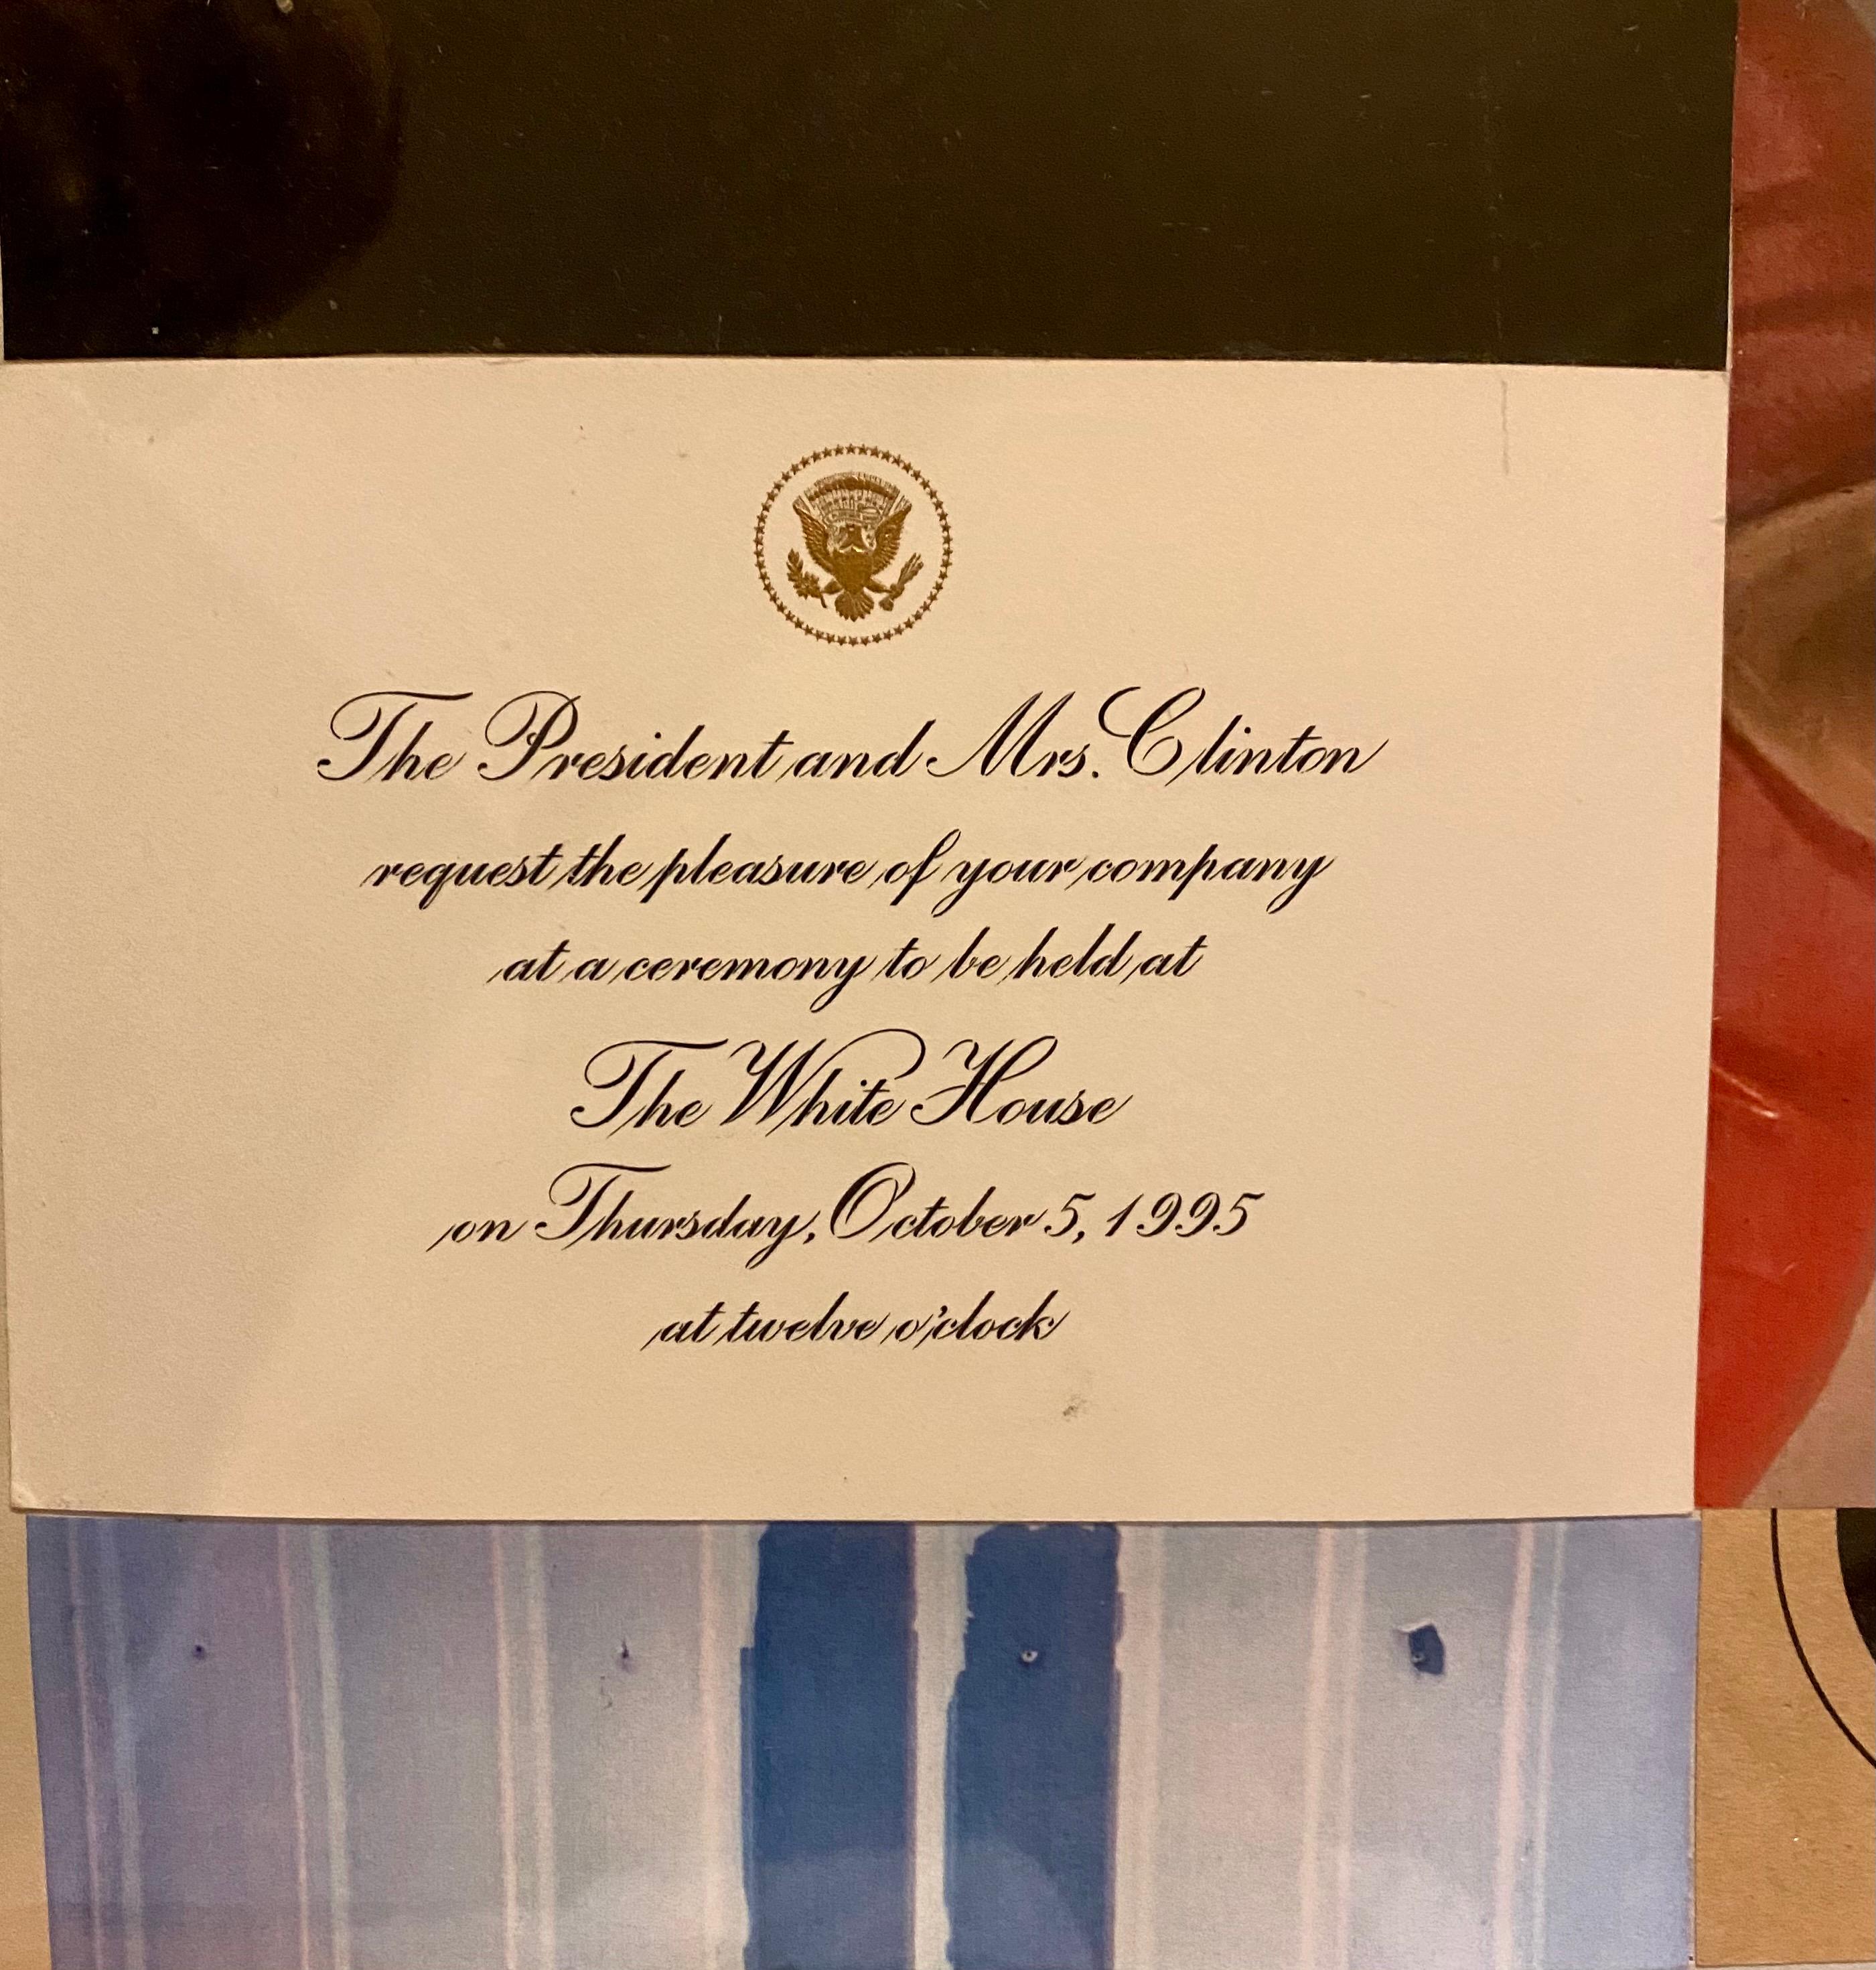 The President and Mrs. Clinton
request the pleasure of your company
at a ceremony to be held at
The White House
on Thursday, October 5, 1995
at twelve o'clock